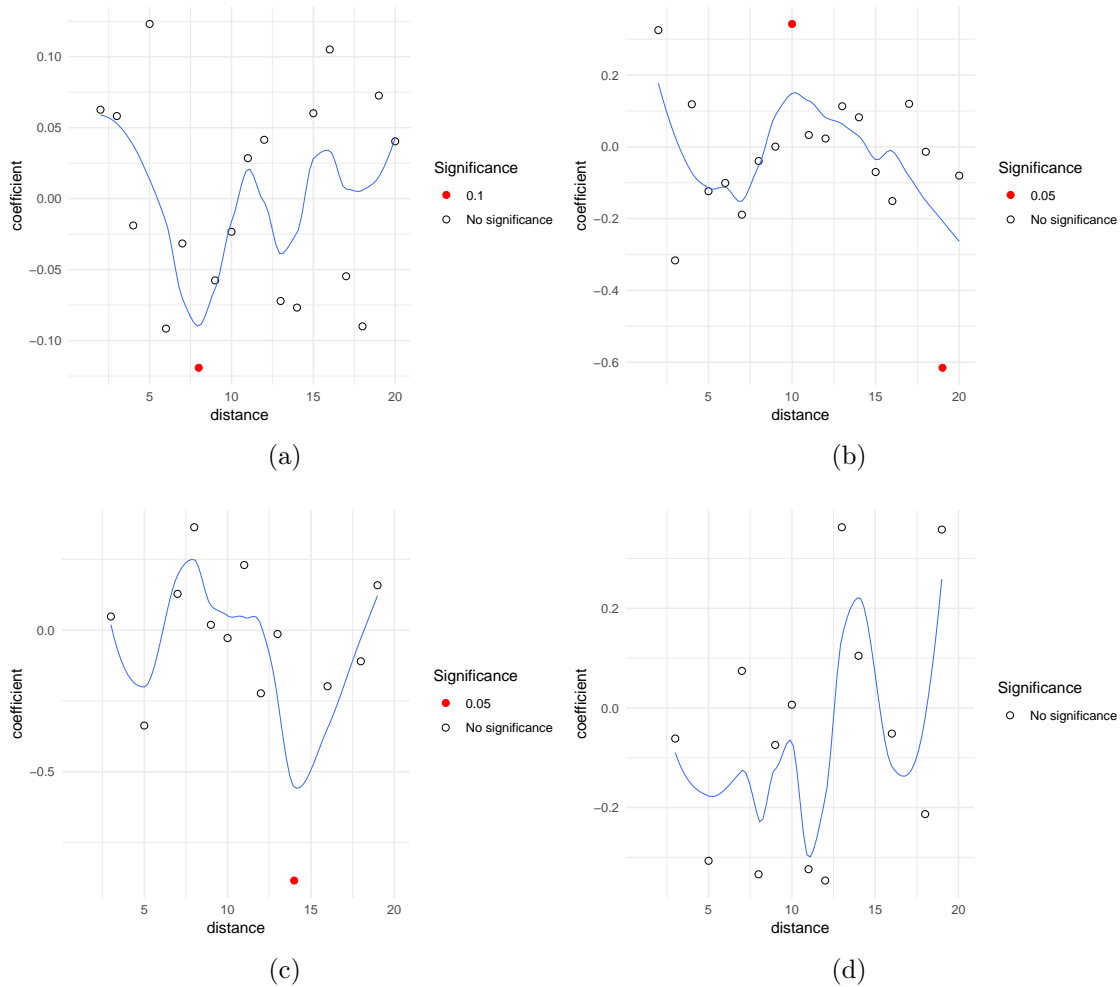 0.10
0.05
0.00
−0.05
−0.10
5
10
15
20
distance
coefficient
Significance
0.1
No significance
(a)
0.2
0.0
−0.2
−0.4
−0.6
5
10
15
20
distance
coefficient
Significance
0.05
No significance
(b)
0.0
−0.5
5
10
15
20
distance
coefficient
Significance
0.05
No significance
(c)
0.2
0.0
−0.2
5
10
15
20
distance
coefficient
Significance
No significance
(d)